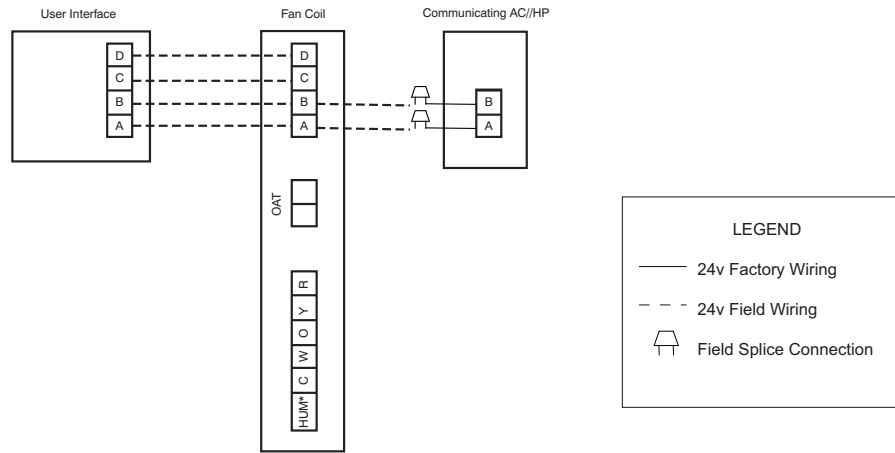 User Interface
Fan Coil
Communicating AC//HP
D
C
B
A
D
C
B
A
B
A
OAT
R
Y
O
W
C
HUM*
LEGEND
24v Factory Wiring
24v Field Wiring
Field Splice Connection